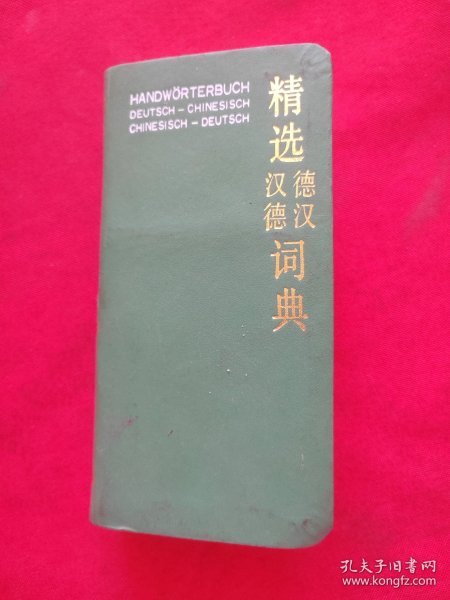 HANDWÖRTERBUCH
DEUTSCH – CHINESISCH
CHINESISCH – DEUTSCH
精选
德汉
汉德
词典
孔夫子旧书网
www.kongfz.com